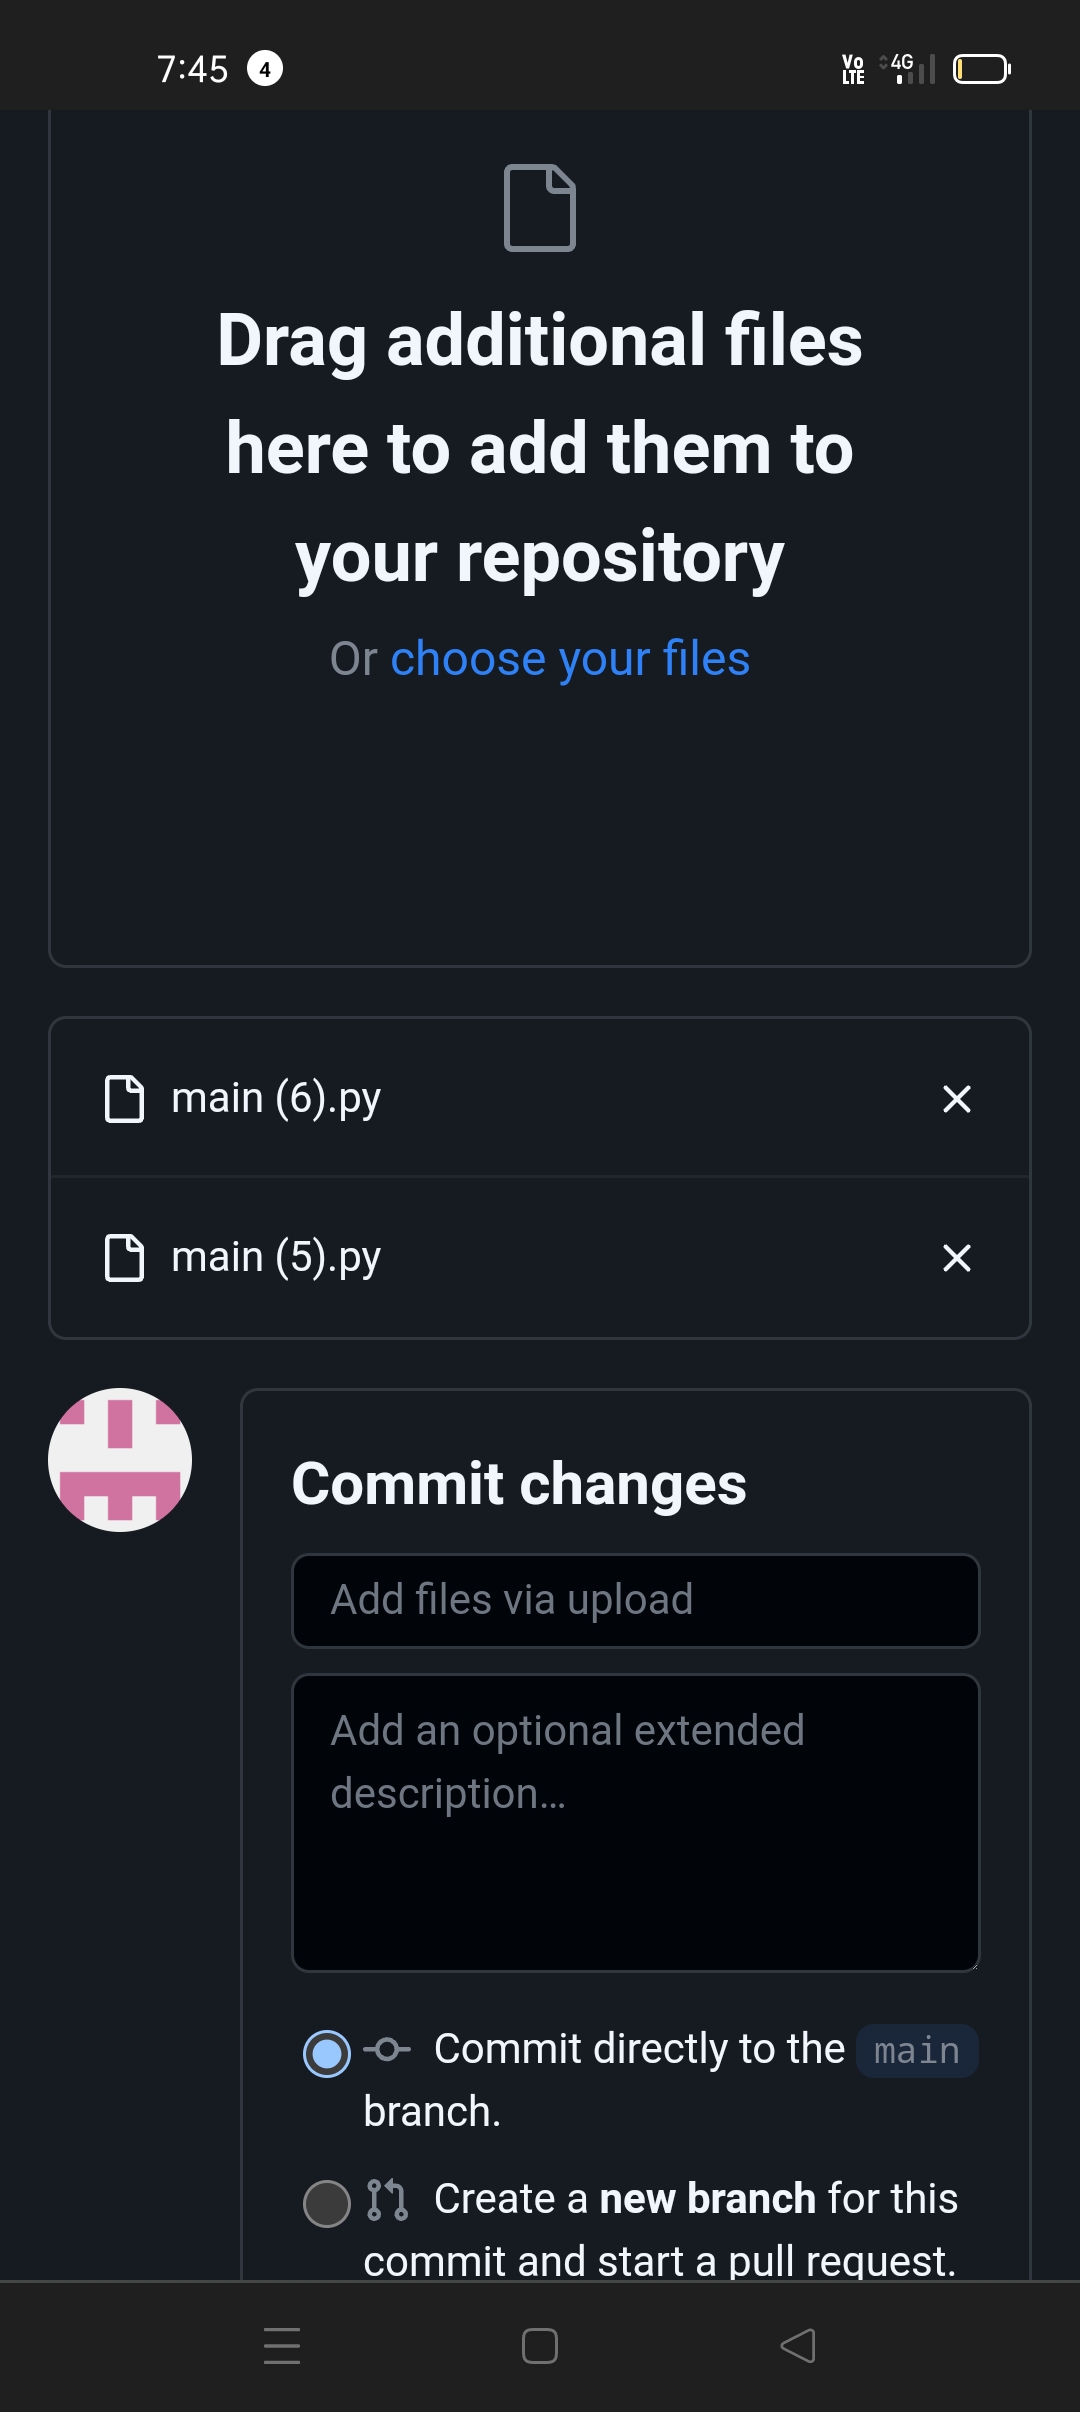 7:45 4 Vo LTE 4G
Drag additional files
here to add them to
your repository
Or choose your files
main (6).py
main (5).py
Commit changes
Add files via upload
Add an optional extended
description...
Commit directly to the main
branch.
Create a new branch for this
commit and start a pull request.